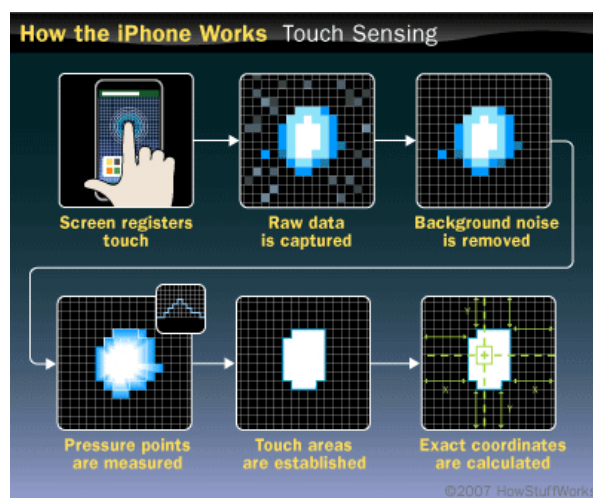 How the iPhone Works Touch Sensing
Screen registers
touch
Raw data
is captured
Background noise
is removed
Pressure points
are measured
Touch areas
are established
Exact coordinates
are calculated
Y
X
X
Y
©2007 HowStuffWorks